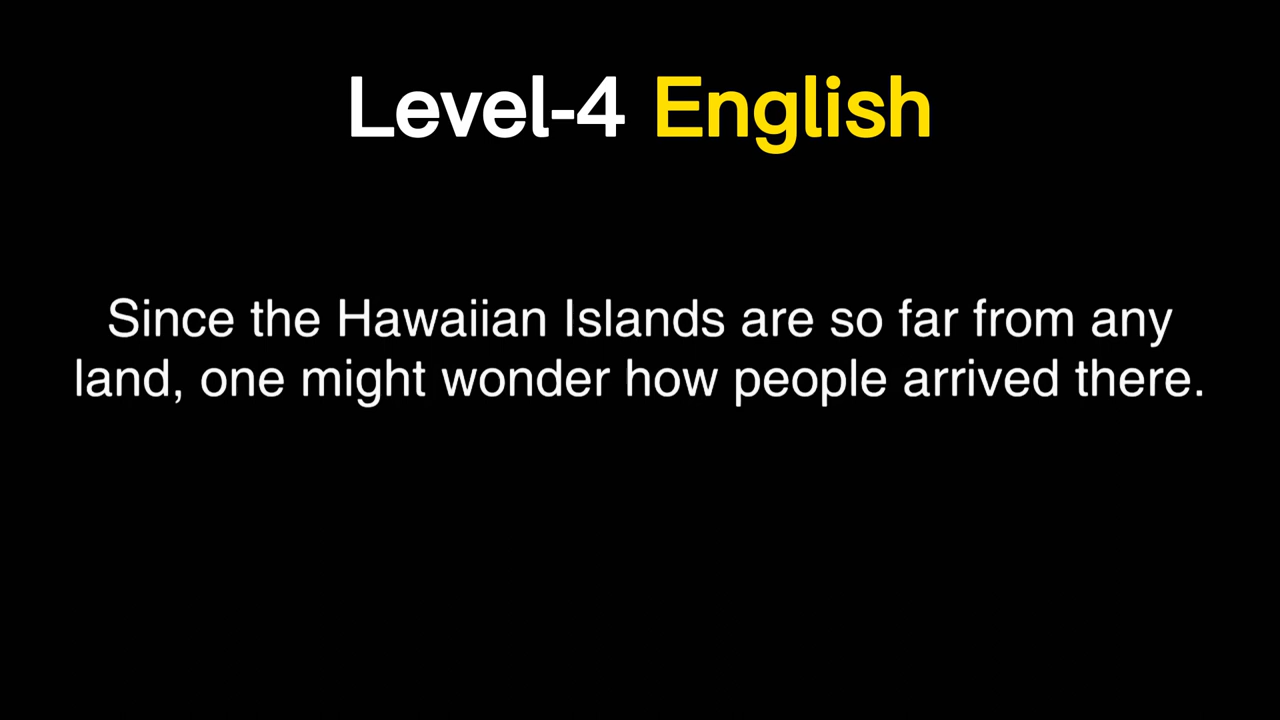 Level-4 English
Since the Hawaiian Islands are so far from any
land, one might wonder how people arrived there.